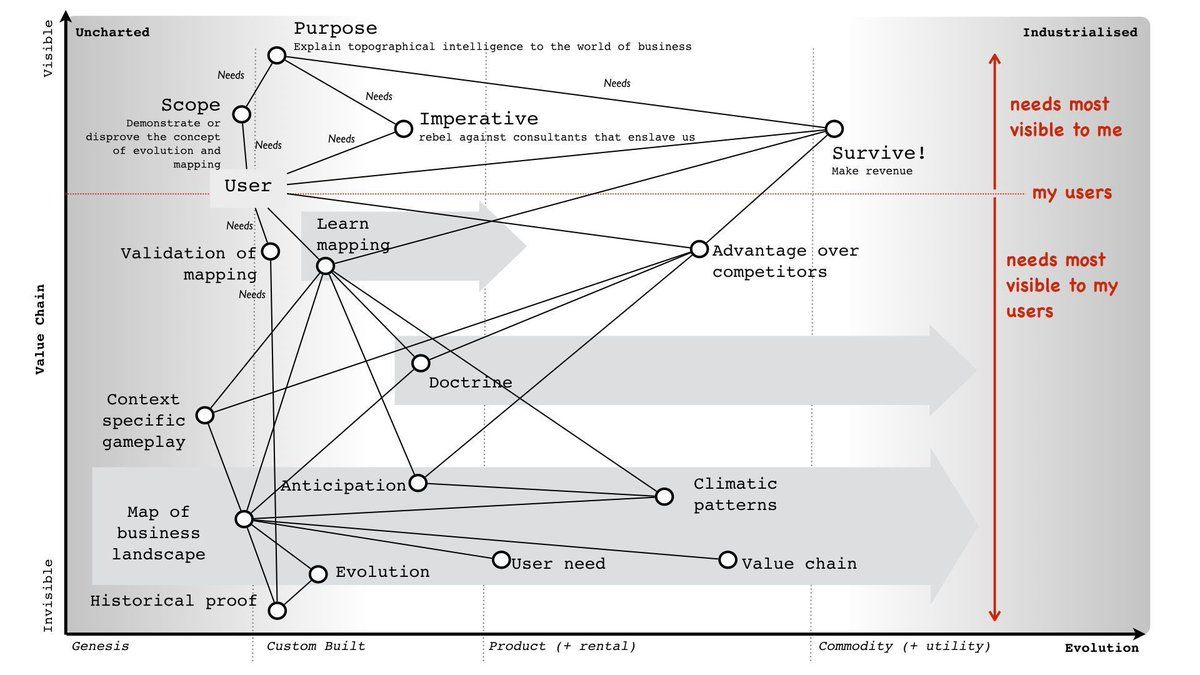 Visible
Uncharted
Purpose
Explain topographical intelligence to the world of business
Industrialised
Needs
Needs
Needs
needs most
visible to me
Scope
Demonstrate or
disprove the concept
of evolution and
mapping
Imperative
rebel against consultants that enslave us
Needs
Needs
Survive!
Make revenue
User
my users
Needs
Learn
mapping
Validation of
mapping
Advantage over
competitors
needs most
visible to my
users
Needs
Value Chain
Doctrine
Context
specific
gameplay
Anticipation
Climatic
patterns
Map of
business
landscape
User need
Value chain
Evolution
Historical proof
Invisible
Genesis
Custom Built
Product (+ rental)
Commodity (+ utility)
Evolution